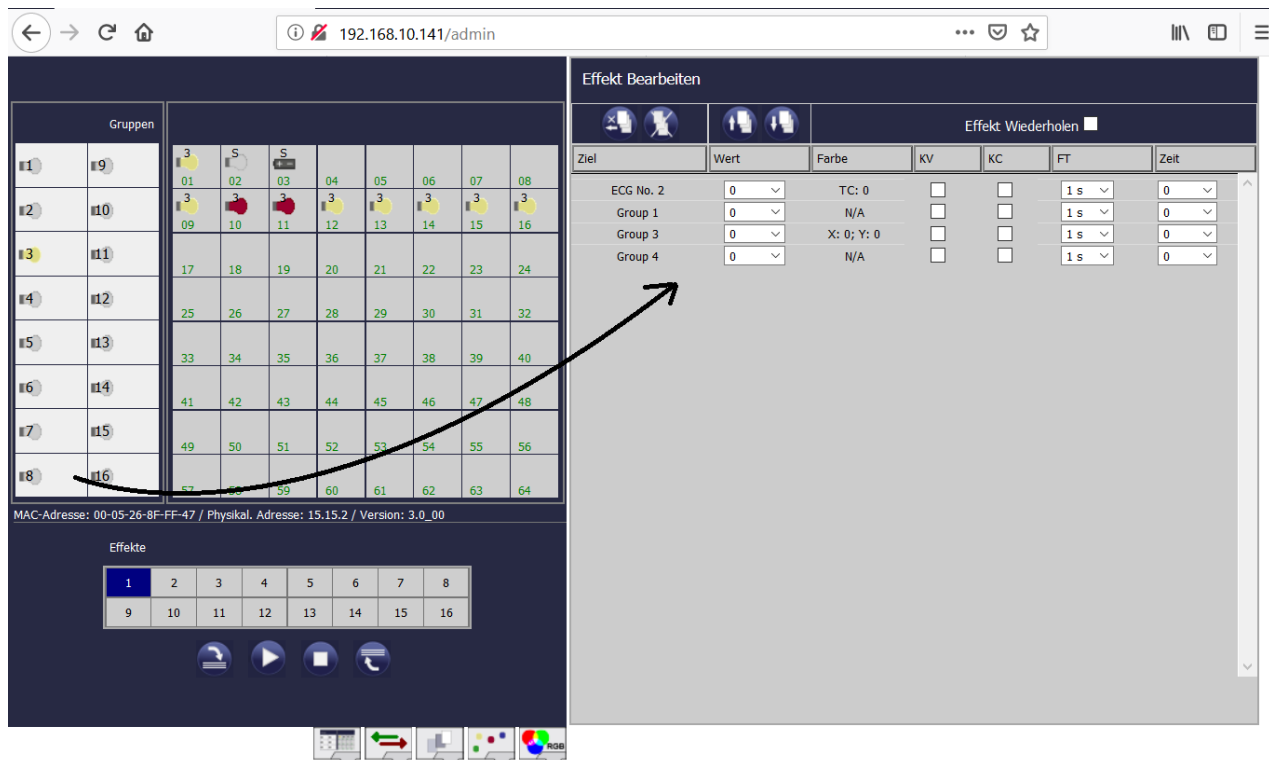 192.168.10.141/admin
Effekt Bearbeiten
Gruppen
Effekt Wiederholen
Ziel Wert Farbe KV KC FT Zeit
ECG No. 2 0 TC: 0 1 s 0
Group 1 0 N/A 1 s 0
Group 3 0 X: 0; Y: 0 1 s 0
Group 4 0 N/A 1 s 0
1 9
2 10
3 11
4 12
5 13
6 14
7 15
8 16
3 S S
01 02 03 04 05 06 07 08
3 3 3 3 3 3 3 3
09 10 11 12 13 14 15 16
17 18 19 20 21 22 23 24
25 26 27 28 29 30 31 32
33 34 35 36 37 38 39 40
41 42 43 44 45 46 47 48
49 50 51 52 53 54 55 56
57 58 59 60 61 62 63 64
MAC-Adresse: 00-05-26-8F-FF-47 / Physikal. Adresse: 15.15.2 / Version: 3.0_00
Effekte
1 2 3 4 5 6 7 8
9 10 11 12 13 14 15 16
RGB